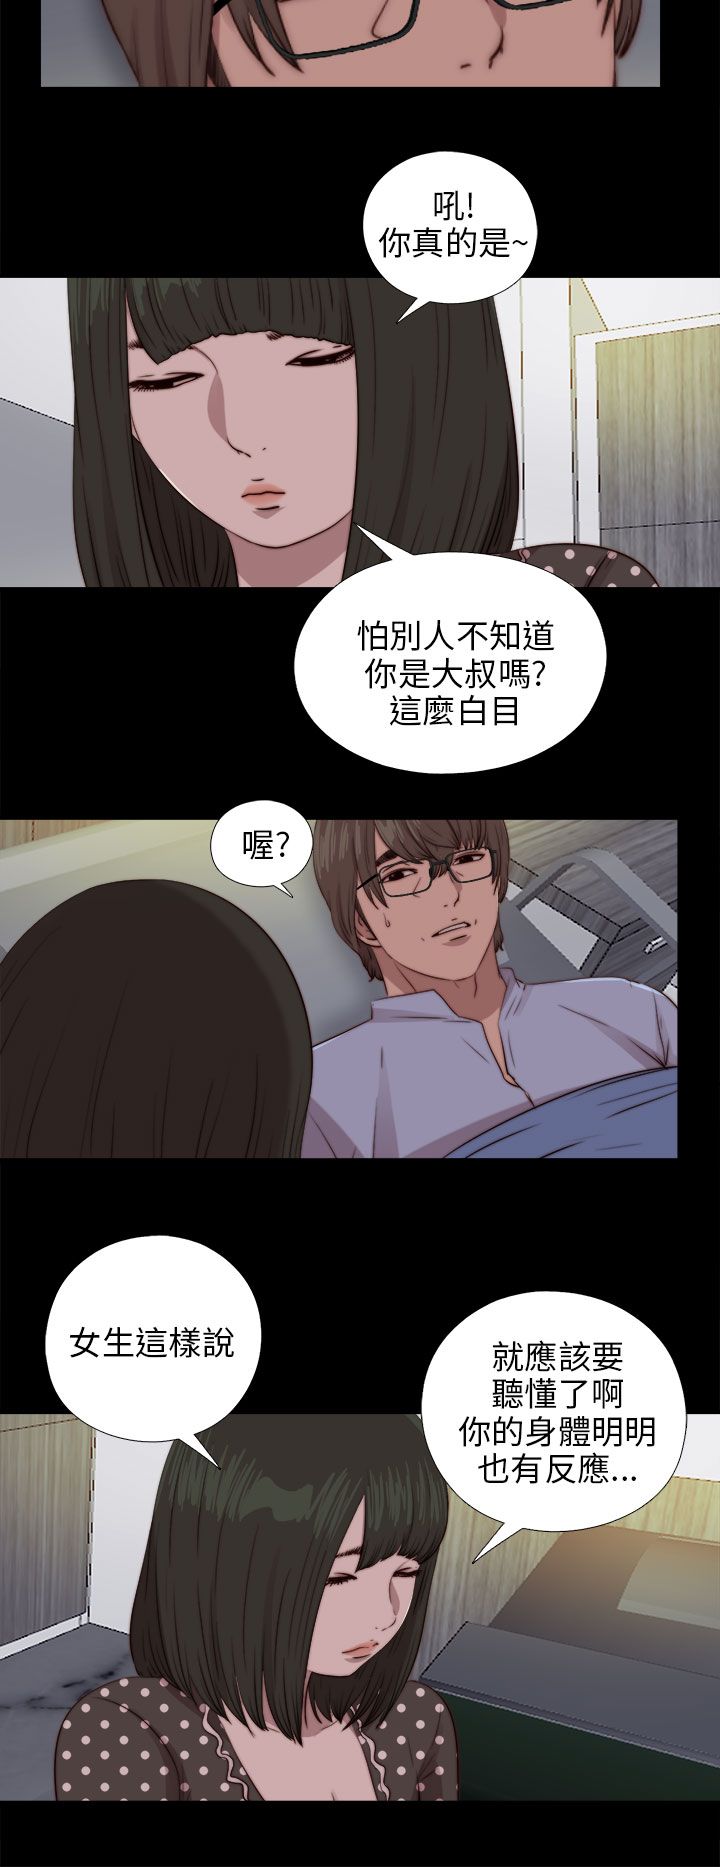 吼!
你真的是~
怕別人不知道
你是大叔嗎?
這麼白目
喔?
女生這樣說
就應該要
聽懂了啊
你的身體明明
也有反應...